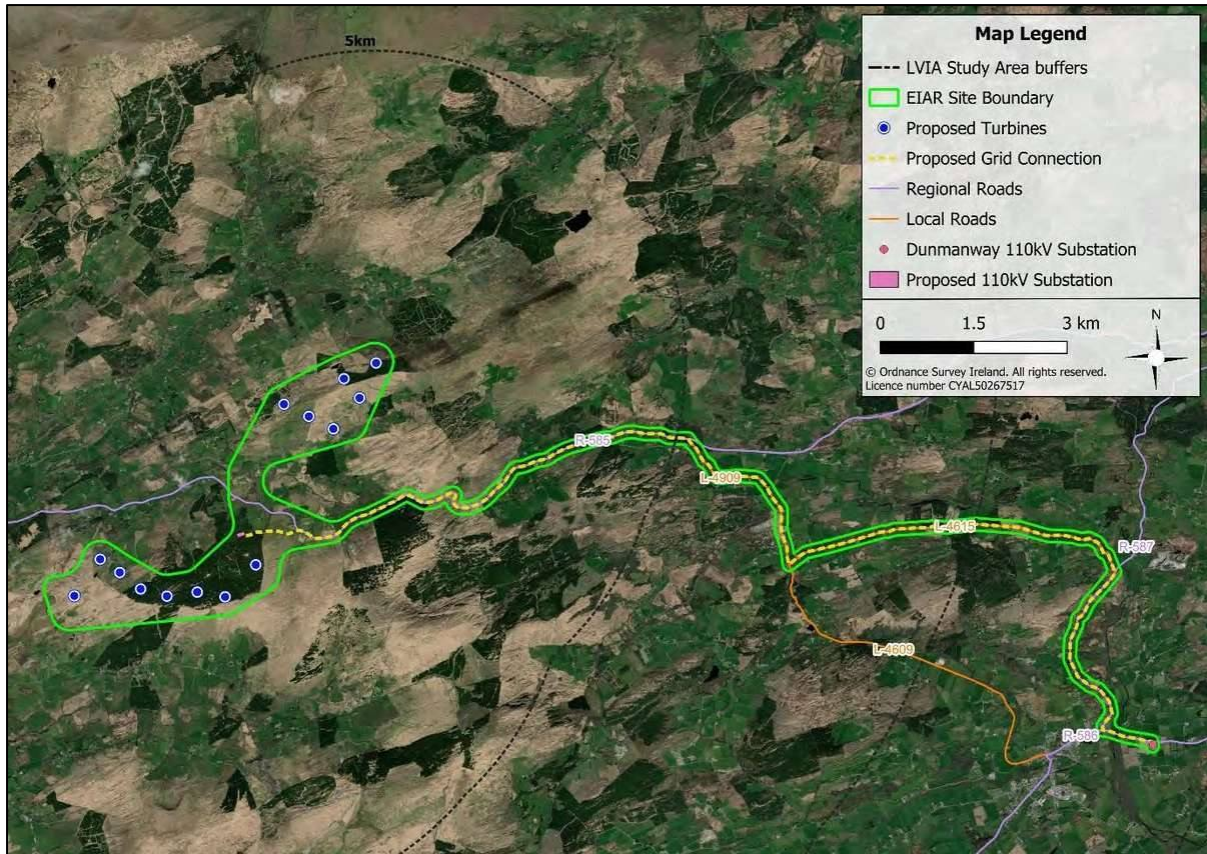 5km
Map Legend
LVIA Study Area buffers
EIAR Site Boundary
Proposed Turbines
Proposed Grid Connection
Regional Roads
Local Roads
Dunmanway 110kV Substation
Proposed 110kV Substation
0 1.5 3 km
N
© Ordnance Survey Ireland. All rights reserved.
Licence number CYAL50267517
R-585
L-4909
L-4615
R-587
L-4609
R-586